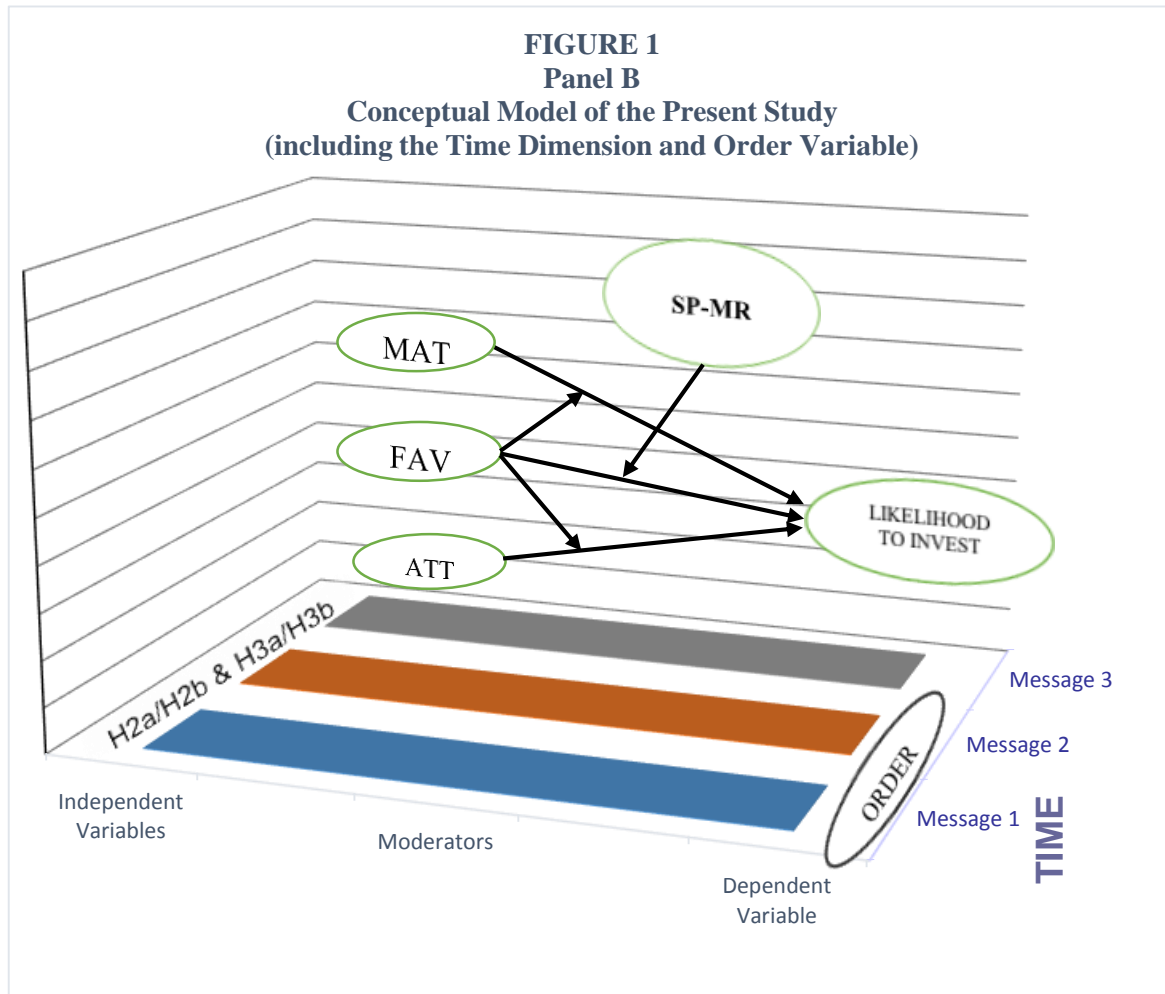 FIGURE 1
Panel B
Conceptual Model of the Present Study
(including the Time Dimension and Order Variable)
SP-MR
MAT
FAV
LIKELIHOOD
TO INVEST
ATT
H2a/H2b & H3a/H3b
Message 3
Message 2
Message 1
ORDER
TIME
Independent
Variables
Moderators
Dependent
Variable